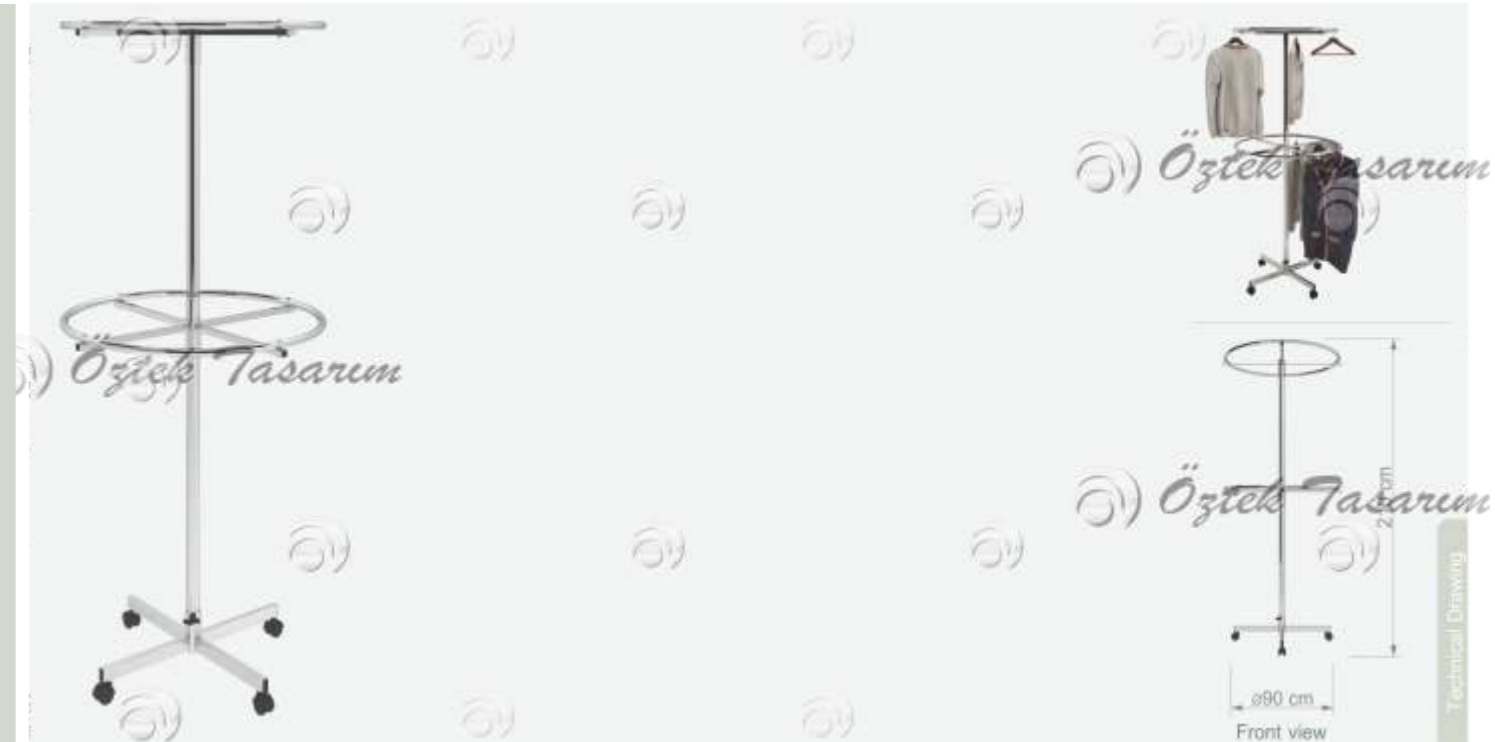 Öztek Tasarım
Öztek Tasarım
Öztek Tasarım
ø90 cm
Front view
Technical Drawing